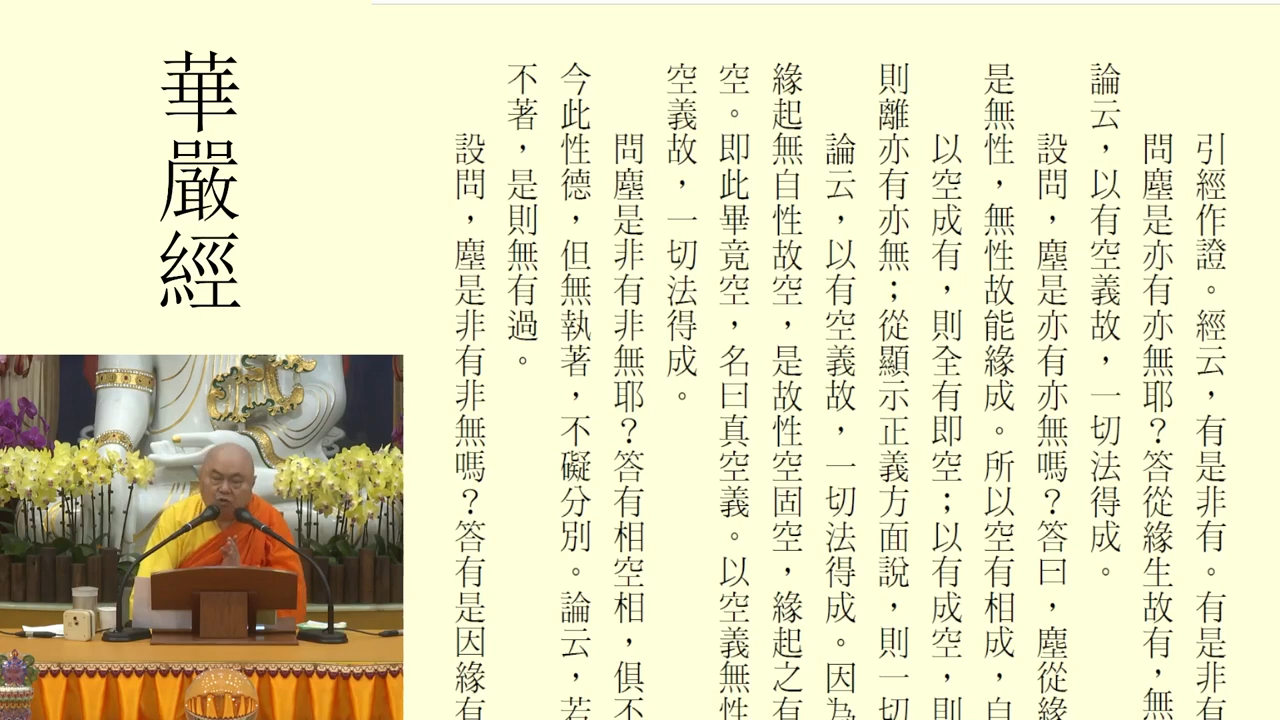 華嚴經
引經作證。經云，有是非有。有是非有
問塵是亦有亦無耶？答從緣生故有，無
論云，以有空義故，一切法得成。
設問，塵是亦有亦無嗎？答曰，塵從緣
是無性，無性故能緣成。所以空有相成，
以空成有，則全有即空；以有成空，則
則離亦有亦無；從顯示正義方面說，則一切
論云，以有空義故，一切法得成。因為
緣起無自性故空，是故性空固空，緣起之有
空。即此畢竟空，名曰真空義。以空義無性
空義故，一切法得成。
問塵是非有非無耶？答有相空相，俱不
今此性德，但無執著，不礙分別。論云，若
不著，是則無有過。
設問，塵是非有非無嗎？答有是因緣有